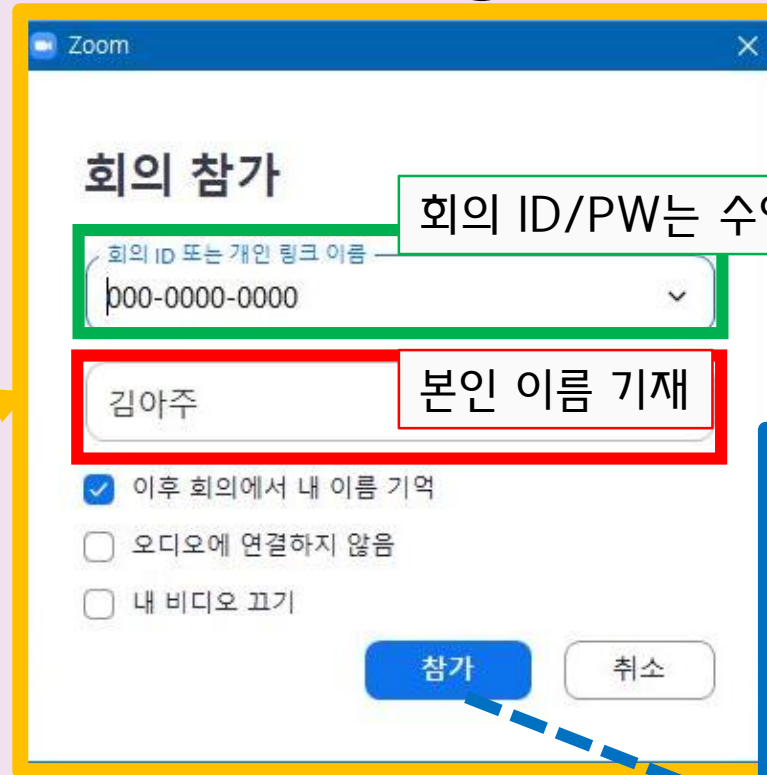 Zoom
회의 참가
회의 ID/PW는
회의 ID 또는 개인 링크 이름
000-0000-0000
김아주
본인 이름 기재
이후 회의에서 내 이름 기억
오디오에 연결하지 않음
내 비디오 끄기
참가
취소